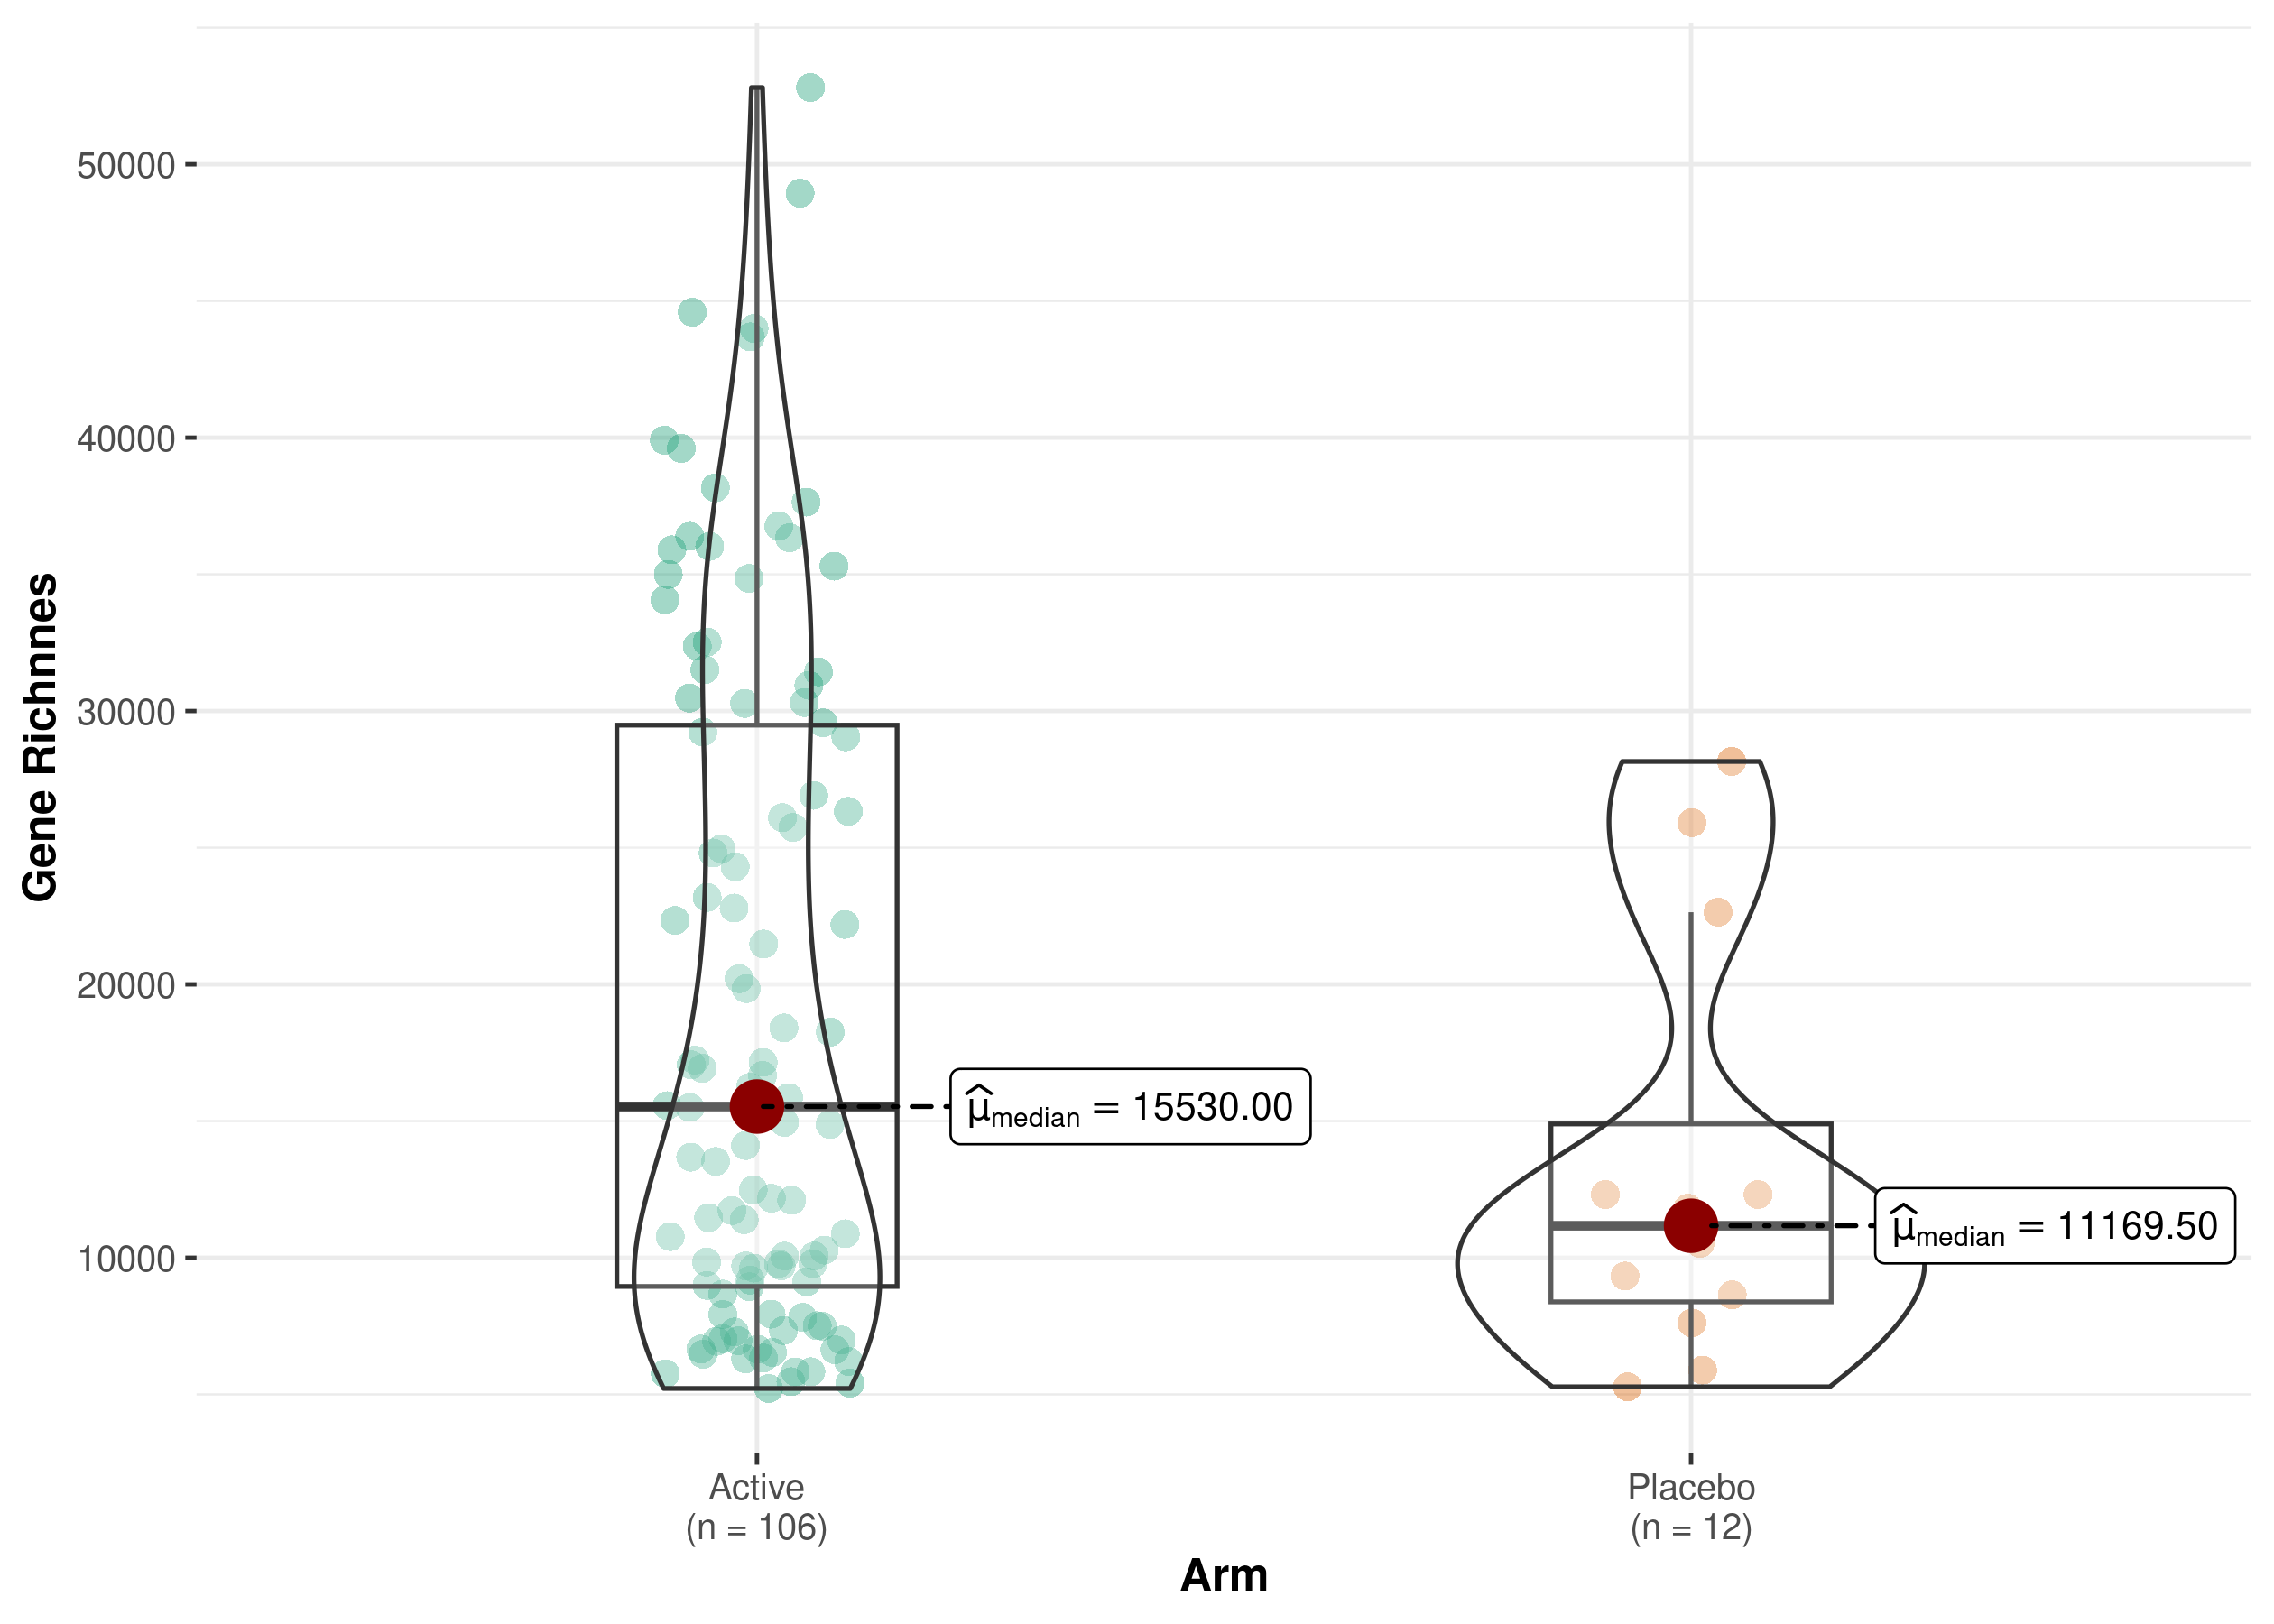 50000
40000
30000
20000
10000
Gene Richnnes
μ̂median = 15530.00
μ̂median = 11169.50
Active
(n = 106)
Placebo
(n = 12)
Arm